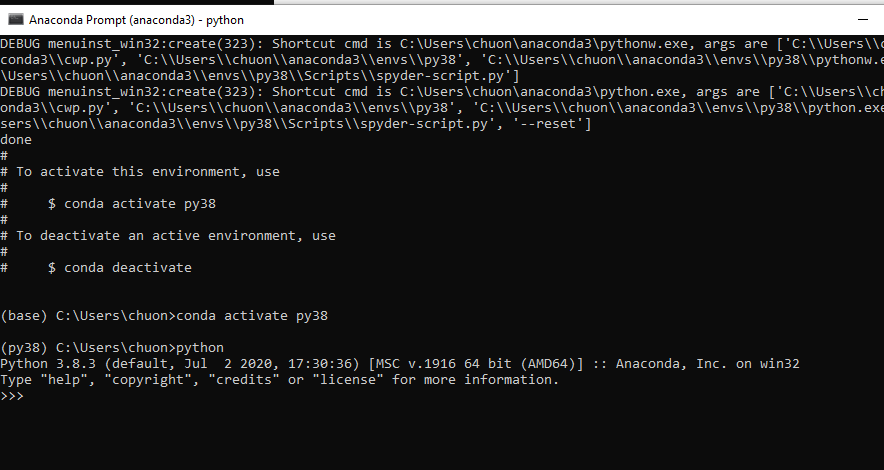 Anaconda Prompt (anaconda3) - python
DEBUG menuinst_win32:create(323): Shortcut cmd is C:\Users\chuon\anaconda3\pythonw.exe, args are ['C:\\Users\\c
conda3\\cwp.py', 'C:\\Users\\chuon\\anaconda3\\envs\\py38', 'C:\\Users\\chuon\\anaconda3\\envs\\py38\\pythonw.e
\Users\\chuon\\anaconda3\\envs\\py38\\Scripts\\spyder-script.py']
DEBUG menuinst_win32:create(323): Shortcut cmd is C:\Users\chuon\anaconda3\python.exe, args are ['C:\\Users\\ch
onda3\\cwp.py', 'C:\\Users\\chuon\\anaconda3\\envs\\py38', 'C:\\Users\\chuon\\anaconda3\\envs\\py38\\python.exe
sers\\chuon\\anaconda3\\envs\\py38\\Scripts\\spyder-script.py', '--reset']
done
#
# To activate this environment, use
#
#     $ conda activate py38
#
# To deactivate an active environment, use
#
#     $ conda deactivate
(base) C:\Users\chuon>conda activate py38
(py38) C:\Users\chuon>python
Python 3.8.3 (default, Jul  2 2020, 17:30:36) [MSC v.1916 64 bit (AMD64)] :: Anaconda, Inc. on win32
Type "help", "copyright", "credits" or "license" for more information.
>>>